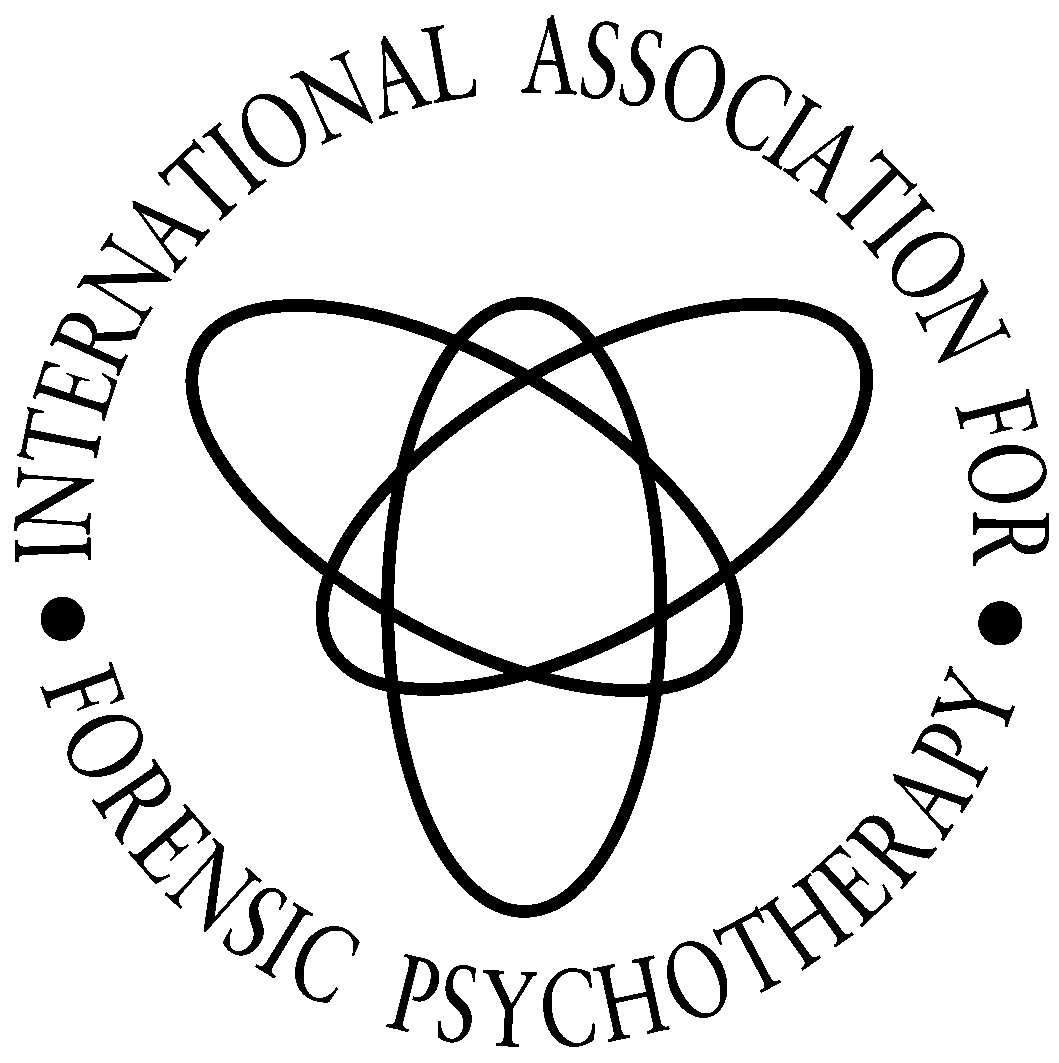 INTERNATIONAL ASSOCIATION FOR
• FORENSIC PSYCHOTHERAPY •